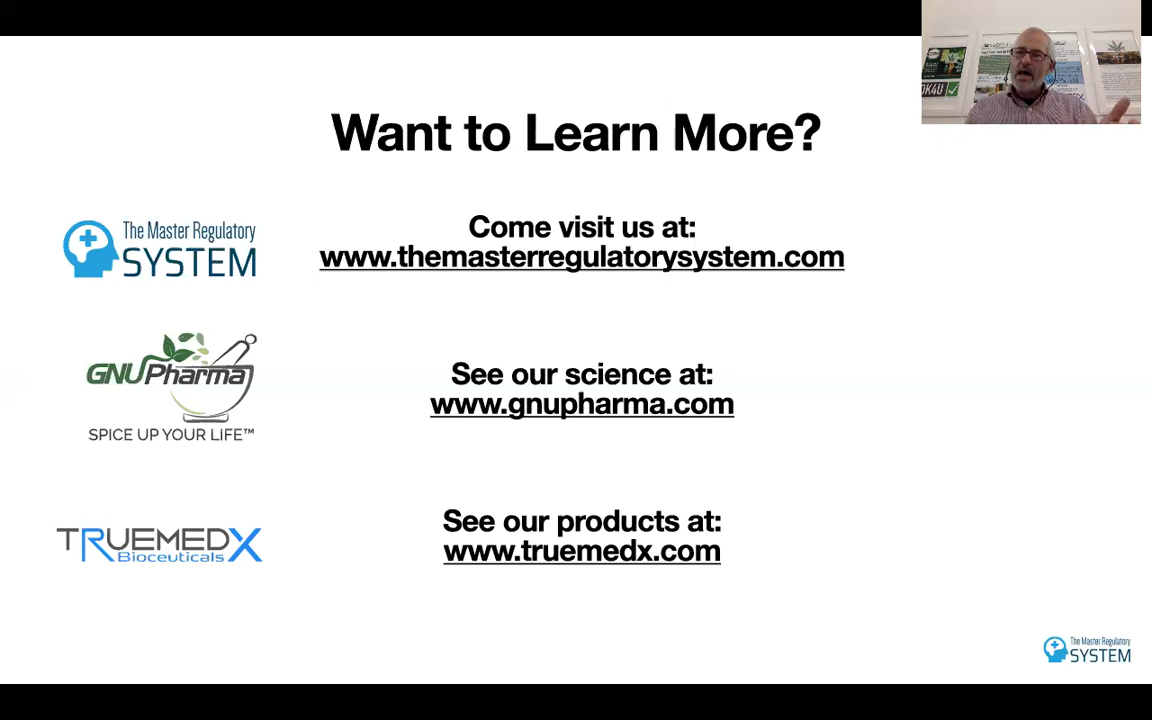 Want to Learn More?
The Master Regulatory
SYSTEM
Come visit us at:
www.themasterregulatorysystem.com
GNUPharma
SPICE UP YOUR LIFE™
See our science at:
www.gnupharma.com
TRUEMEDX
Bioceuticals
See our products at:
www.truemedx.com
The Master Regulatory
SYSTEM
OK4U